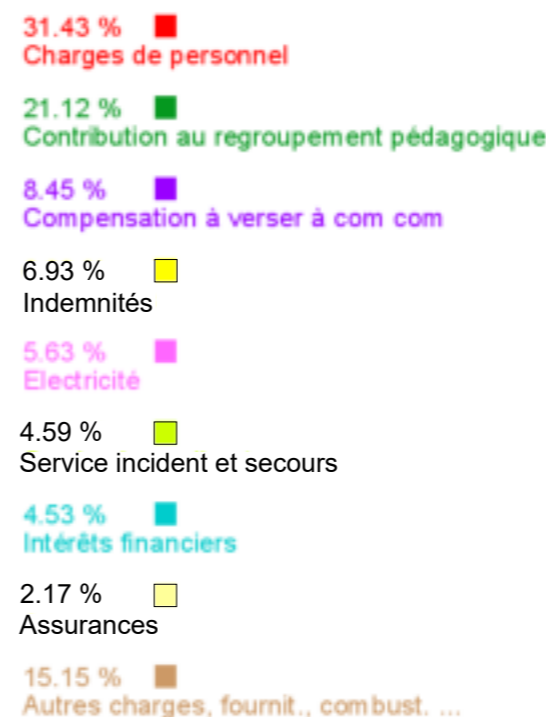 31.43 %
Charges de personnel
21.12 %
Contribution au regroupement pédagogique
8.45 %
Compensation à verser à com com
6.93 %
Indemnités
5.63 %
Electricité
4.59 %
Service incident et secours
4.53 %
Intérêts financiers
2.17 %
Assurances
15.15 %
Autres charges, fournit., combust. ...